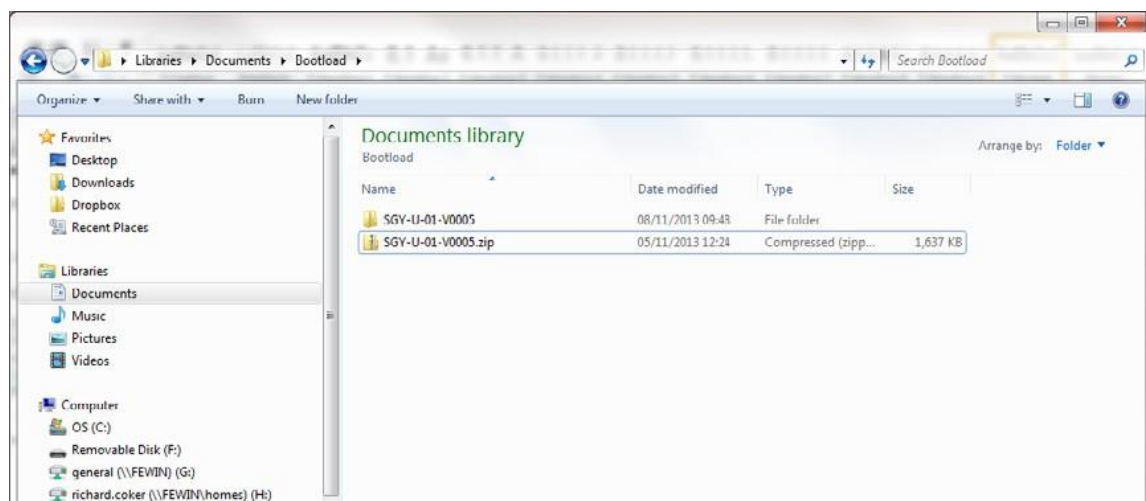 Libraries Documents Bootload
Search Bootload
Organize Share with Burn New folder
Favorites
Desktop
Downloads
Dropbox
Recent Places
Libraries
Documents
Music
Pictures
Videos
Computer
OS (C:)
Removable Disk (F:)
general (\\FEWIN) (G:)
richard.coker (\\FEWIN\homes) (H:)
Documents library
Bootload
Arrange by: Folder
Name Date modified Type Size
SGY-U-01-V0005 08/11/2013 09:43 File folder
SGY-U-01-V0005.zip 05/11/2013 12:24 Compressed (zipp... 1,637 KB